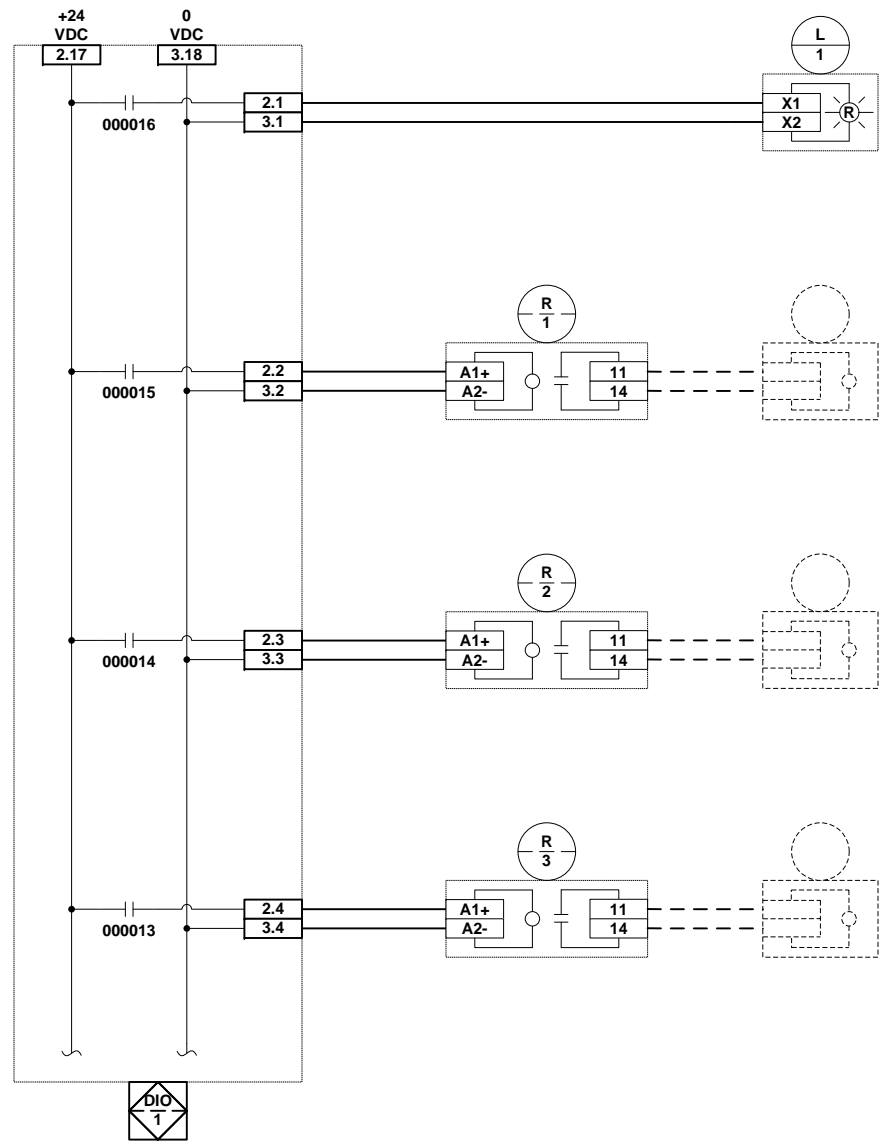 +24
VDC
2.17
0
VDC
3.18
L
1
000016
2.1
3.1
X1
X2
R
R
1
000015
2.2
3.2
A1+
A2-
11
14
R
2
000014
2.3
3.3
A1+
A2-
11
14
R
3
000013
2.4
3.4
A1+
A2-
11
14
DIO
1